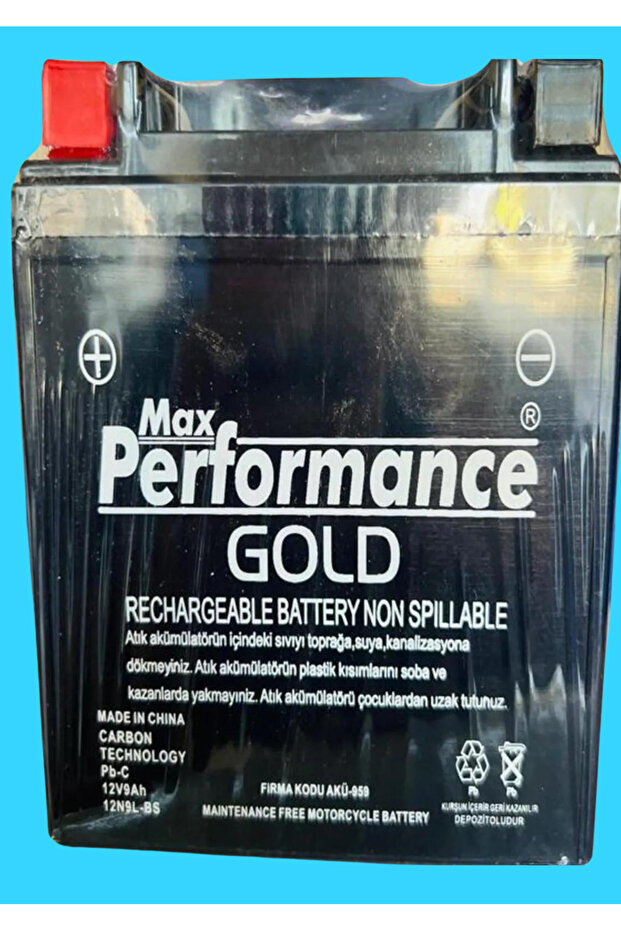 +
−
Max
®
Performance
GOLD
RECHARGEABLE BATTERY NON SPILLABLE
Atık akümülatörün içindeki sıvıyı toprağa,suya,kanalizasyona
dökmeyiniz. Atık akümülatörün plastik kısımlarını soba ve
kazanlarda yakmayınız. Atık akümülatörü çocuklardan uzak tutunuz.
MADE IN CHINA
CARBON
TECHNOLOGY
Pb-C
12V9Ah
12N9L-BS
FİRMA KODU AKÜ-959
MAINTENANCE FREE MOTORCYCLE BATTERY
Pb Pb
KURŞUN İÇERİR GERİ KAZANILIR
DEPOZİTOLUDUR